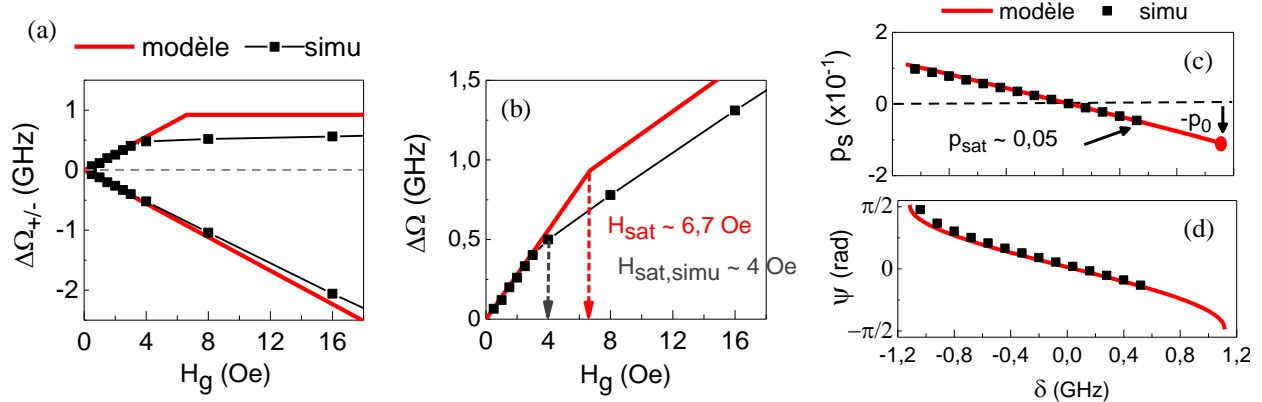 (a)
modèle
simu
1
0
-1
-2
ΔΩ+/- (GHz)
0
4
8
12
16
Hg (Oe)
(b)
1,5
1,0
0,5
0,0
ΔΩ (GHz)
Hsat ~ 6,7 Oe
Hsat,simu ~ 4 Oe
0
4
8
12
16
Hg (Oe)
modèle
simu
(c)
2
0
-2
ps (x10-1)
-p0
psat ~ 0,05
(d)
π/2
0
−π/2
ψ (rad)
-1,2
-0,8
-0,4
0,0
0,4
0,8
1,2
δ (GHz)